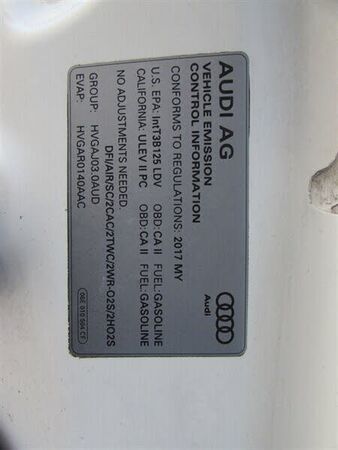 AUDI AG
VEHICLE EMISSION
CONTROL INFORMATION
Audi
CONFORMS TO REGULATIONS: 2017 MY
U.S. EPA: IntT3B125 LDV OBD: CA II FUEL: GASOLINE
CALIFORNIA: ULEV II PC OBD: CA II FUEL: GASOLINE
NO ADJUSTMENTS NEEDED.
DFI/AIR/SC/2CAC/2TWC/2WR-O2S/2HO2S
GROUP: HVGAJ03.0AUD
EVAP: HVGAR0140AAC